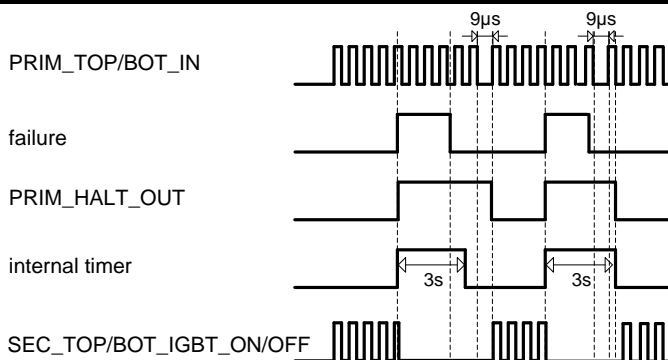 9µs 9µs
PRIM_TOP/BOT_IN
failure
PRIM_HALT_OUT
internal timer
3s 3s
SEC_TOP/BOT_IGBT_ON/OFF